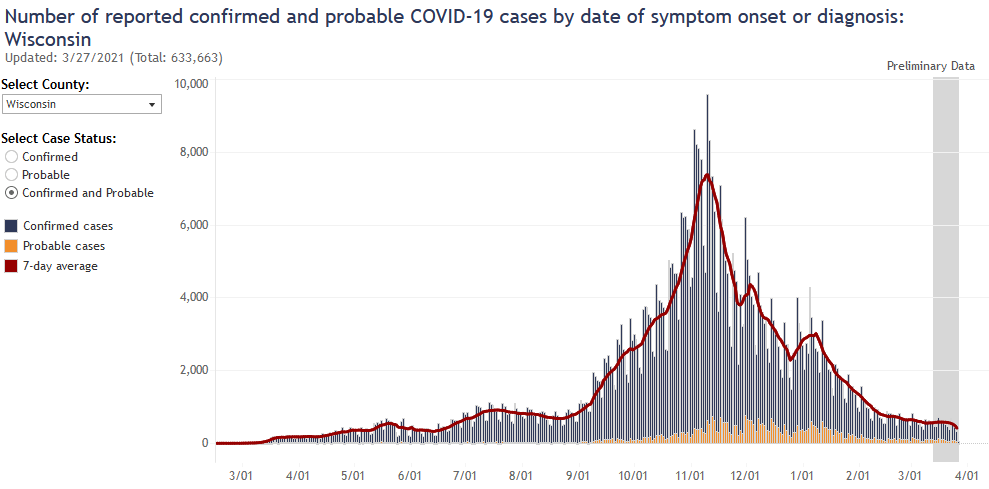 Number of reported confirmed and probable COVID-19 cases by date of symptom onset or diagnosis:
Wisconsin
Updated: 3/27/2021 (Total: 633,663)
Preliminary Data
Select County:
Wisconsin
Select Case Status:
Confirmed
Probable
Confirmed and Probable
Confirmed cases
Probable cases
7-day average
10,000
8,000
6,000
4,000
2,000
0
3/01 4/01 5/01 6/01 7/01 8/01 9/01 10/01 11/01 12/01 1/01 2/01 3/01 4/01